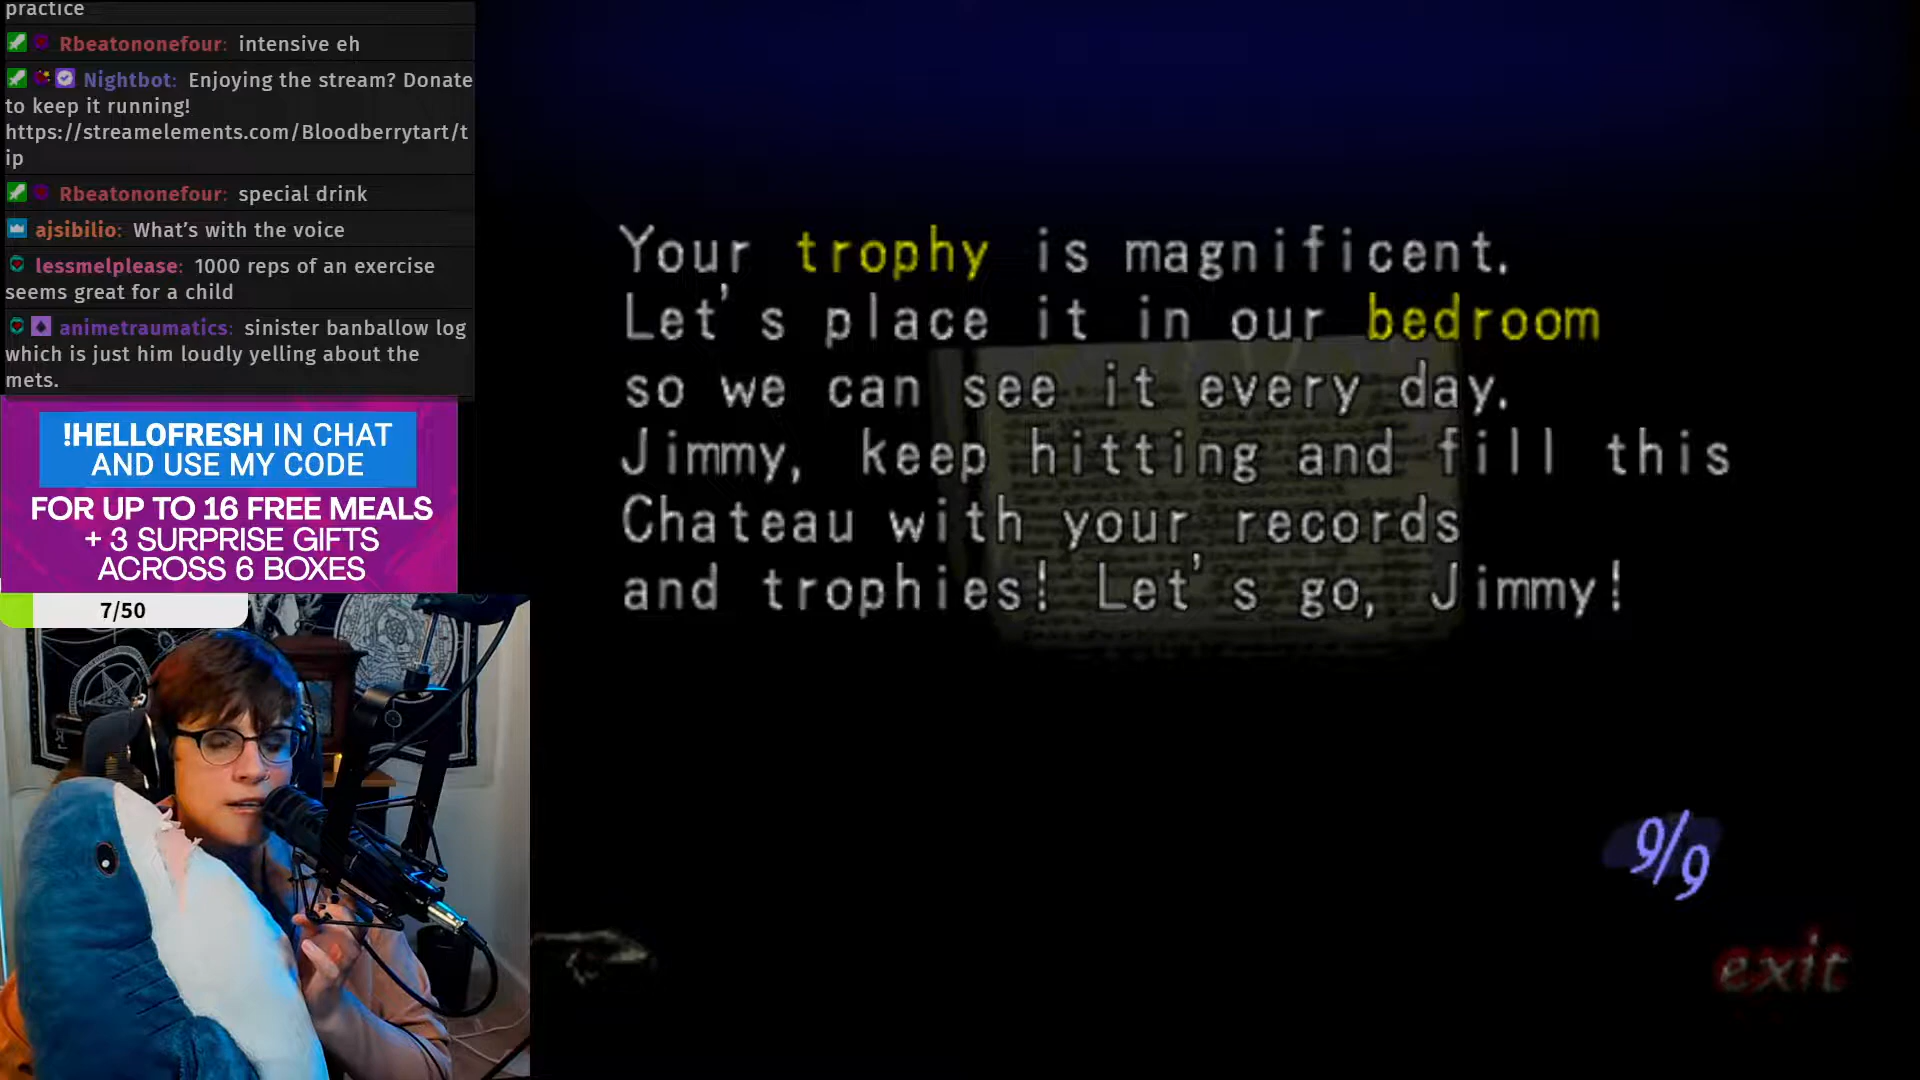 practice
Rbeatononefour: intensive eh
Nightbot: Enjoying the stream? Donate
to keep it running!
https://streamelements.com/Bloodberrytart/t
ip
Rbeatononefour: special drink
ajsibilio: What’s with the voice
lessmelplease: 1000 reps of an exercise
seems great for a child
animetraumatics: sinister banballow log
which is just him loudly yelling about the
mets.
!HELLOFRESH IN CHAT
AND USE MY CODE
FOR UP TO 16 FREE MEALS
+ 3 SURPRISE GIFTS
ACROSS 6 BOXES
7/50
Your trophy is magnificent.
Let's place it in our bedroom
so we can see it every day.
Jimmy, keep hitting and fill this
Chateau with your records
and trophies! Let's go, Jimmy!
9/9
exit